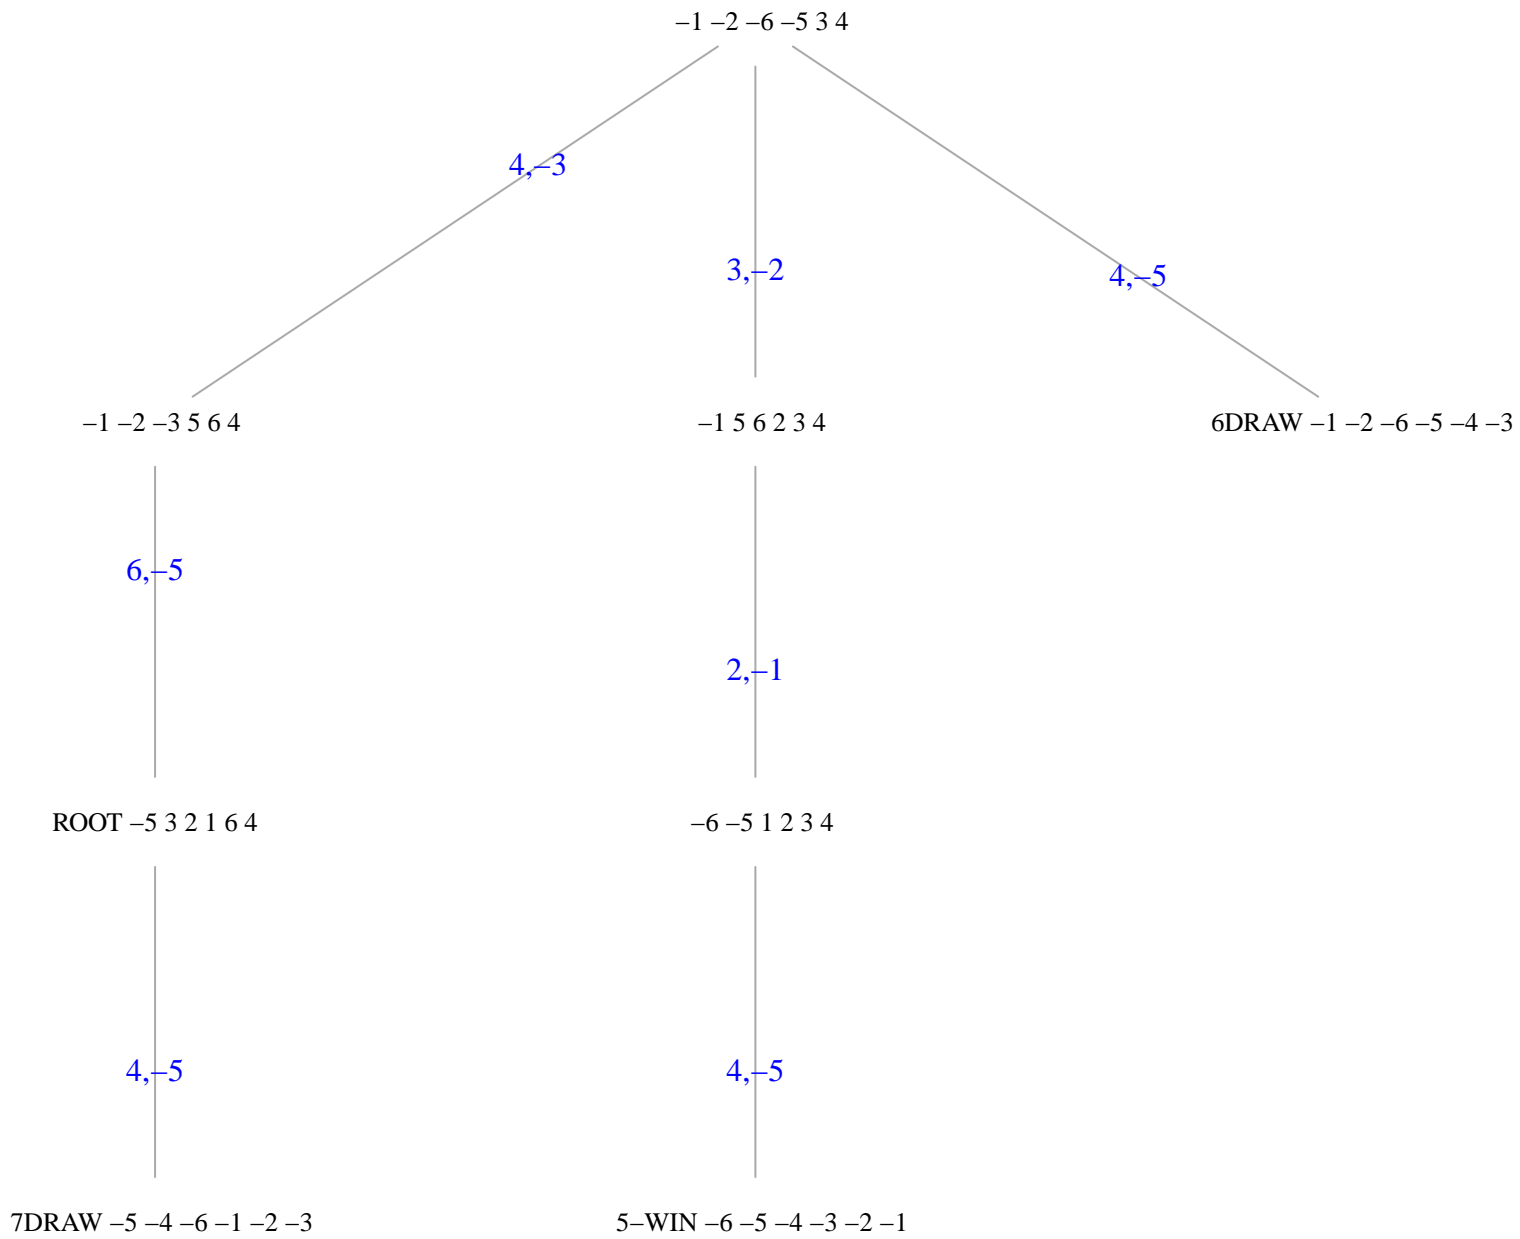 –1 –2 –6 –5 3 4
4,–3
3,–2
4,–5
–1 –2 –3 5 6 4
–1 5 6 2 3 4
6DRAW –1 –2 –6 –5 –4 –3
6,–5
2,–1
ROOT –5 3 2 1 6 4
–6 –5 1 2 3 4
4,–5
4,–5
7DRAW –5 –4 –6 –1 –2 –3
5–WIN –6 –5 –4 –3 –2 –1